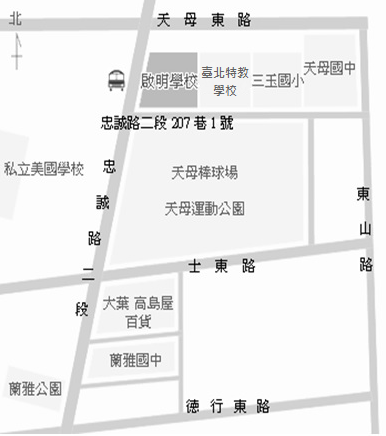 北
天母東路
啟明學校
臺北特教
學校
三玉國小
天母國中
忠誠路二段 207 巷 1 號
私立美國學校
忠誠路二段
天母棒球場
天母運動公園
東山路
士東路
大葉 高島屋
百貨
蘭雅國中
蘭雅公園
德行東路